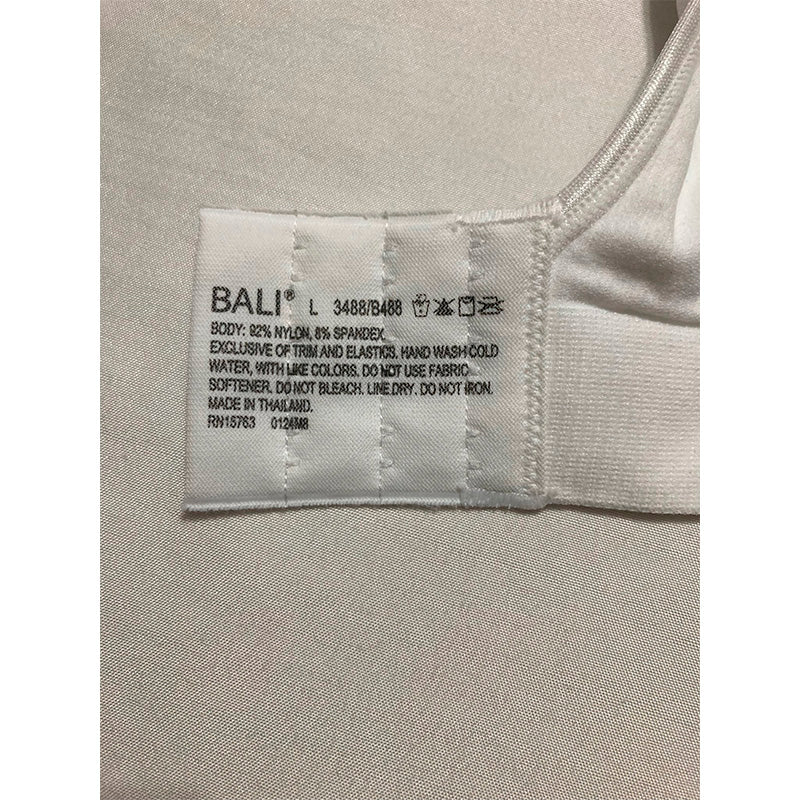 BALI® L 3488/B488
BODY: 92% NYLON, 8% SPANDEX
EXCLUSIVE OF TRIM AND ELASTICS. HAND WASH COLD
WATER, WITH LIKE COLORS. DO NOT USE FABRIC
SOFTENER. DO NOT BLEACH. LINE DRY. DO NOT IRON.
MADE IN THAILAND.
RN15763 0124M8